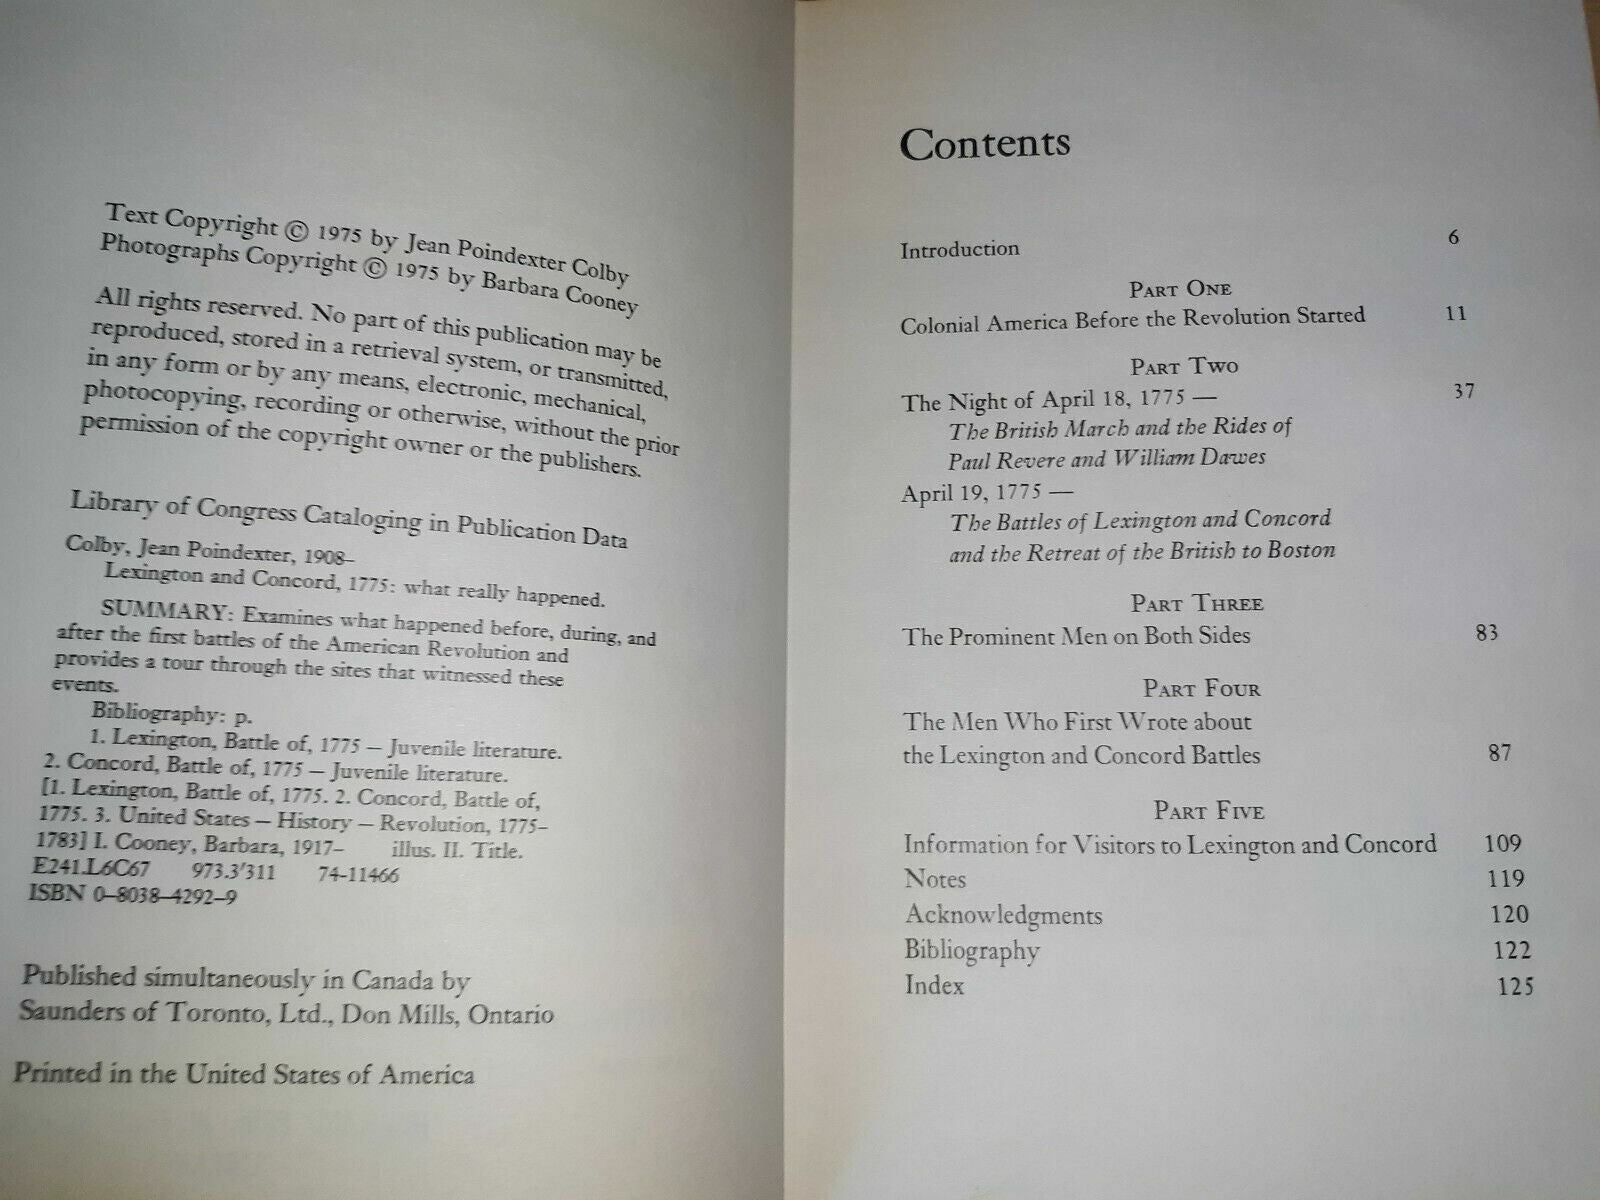 Text Copyright © 1975 by Jean Poindexter Colby
Photographs Copyright © 1975 by Barbara Cooney
All rights reserved. No part of this publication may be
reproduced, stored in a retrieval system, or transmitted,
in any form or by any means, electronic, mechanical,
photocopying, recording or otherwise, without the prior
permission of the copyright owner or the publishers.
Library of Congress Cataloging in Publication Data
Colby, Jean Poindexter, 1908–
Lexington and Concord, 1775: what really happened.
SUMMARY: Examines what happened before, during, and
after the first battles of the American Revolution and
provides a tour through the sites that witnessed these
events.
Bibliography: p.
1. Lexington, Battle of, 1775 – Juvenile literature.
2. Concord, Battle of, 1775 – Juvenile literature.
[1. Lexington, Battle of, 1775. 2. Concord, Battle of,
1775. 3. United States – History – Revolution, 1775–
1783] I. Cooney, Barbara, 1917– illus. II. Title.
E241.L6C67 973.3'311 74-11466
ISBN 0–8038–4292–9
Published simultaneously in Canada by
Saunders of Toronto, Ltd., Don Mills, Ontario
Printed in the United States of America
Contents
Introduction 6
PART ONE
Colonial America Before the Revolution Started 11
PART TWO
The Night of April 18, 1775 — 37
The British March and the Rides of
Paul Revere and William Dawes
April 19, 1775 —
The Battles of Lexington and Concord
and the Retreat of the British to Boston
PART THREE
The Prominent Men on Both Sides 83
PART FOUR
The Men Who First Wrote about
the Lexington and Concord Battles 87
PART FIVE
Information for Visitors to Lexington and Concord 109
Notes 119
Acknowledgments 120
Bibliography 122
Index 125